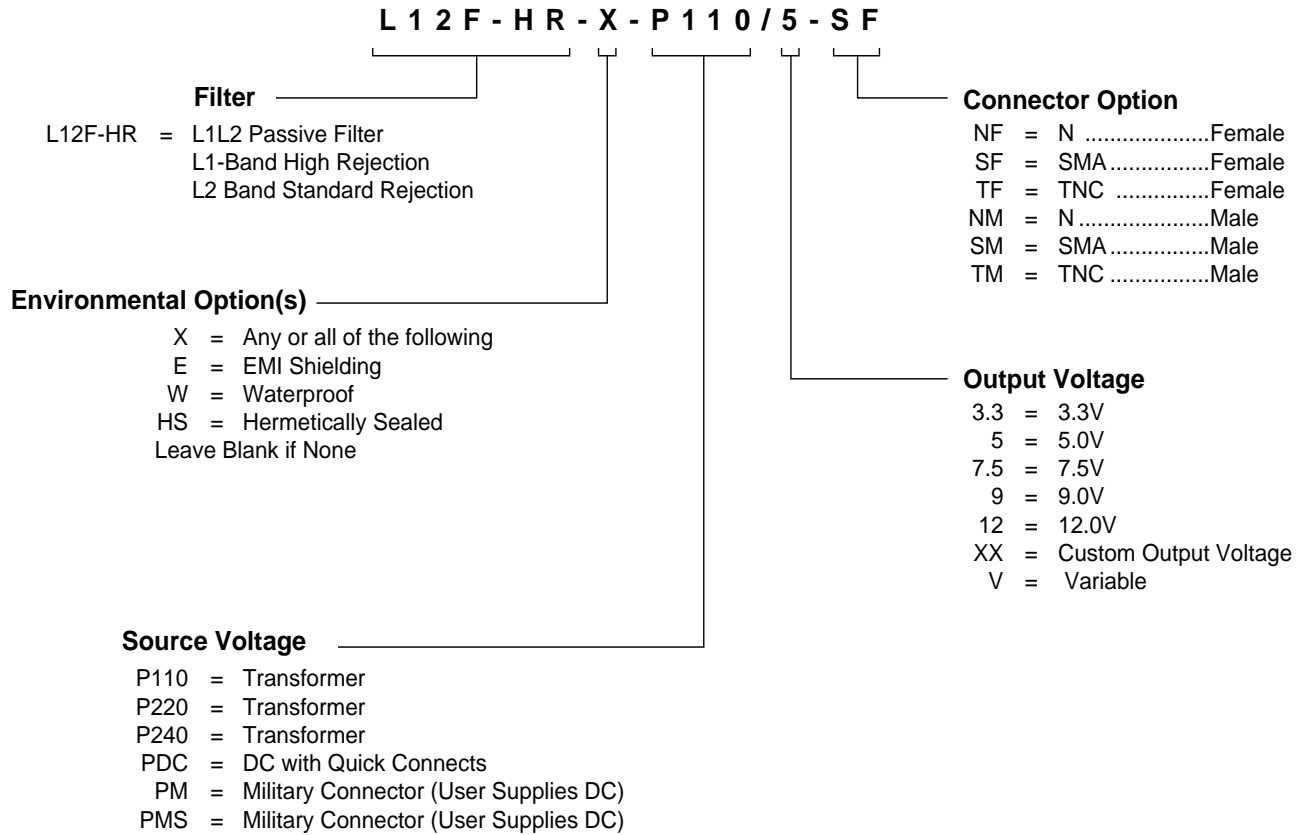 L12F-HR-X-P110/5-SF
Filter
L12F-HR = L1L2 Passive Filter
L1-Band High Rejection
L2 Band Standard Rejection
Environmental Option(s)
X = Any or all of the following
E = EMI Shielding
W = Waterproof
HS = Hermetically Sealed
Leave Blank if None
Source Voltage
P110 = Transformer
P220 = Transformer
P240 = Transformer
PDC = DC with Quick Connects
PM = Military Connector (User Supplies DC)
PMS = Military Connector (User Supplies DC)
Connector Option
NF = N ....................Female
SF = SMA ................Female
TF = TNC ...............Female
NM = N .....................Male
SM = SMA ................Male
TM = TNC ................Male
Output Voltage
3.3 = 3.3V
5 = 5.0V
7.5 = 7.5V
9 = 9.0V
12 = 12.0V
XX = Custom Output Voltage
V = Variable